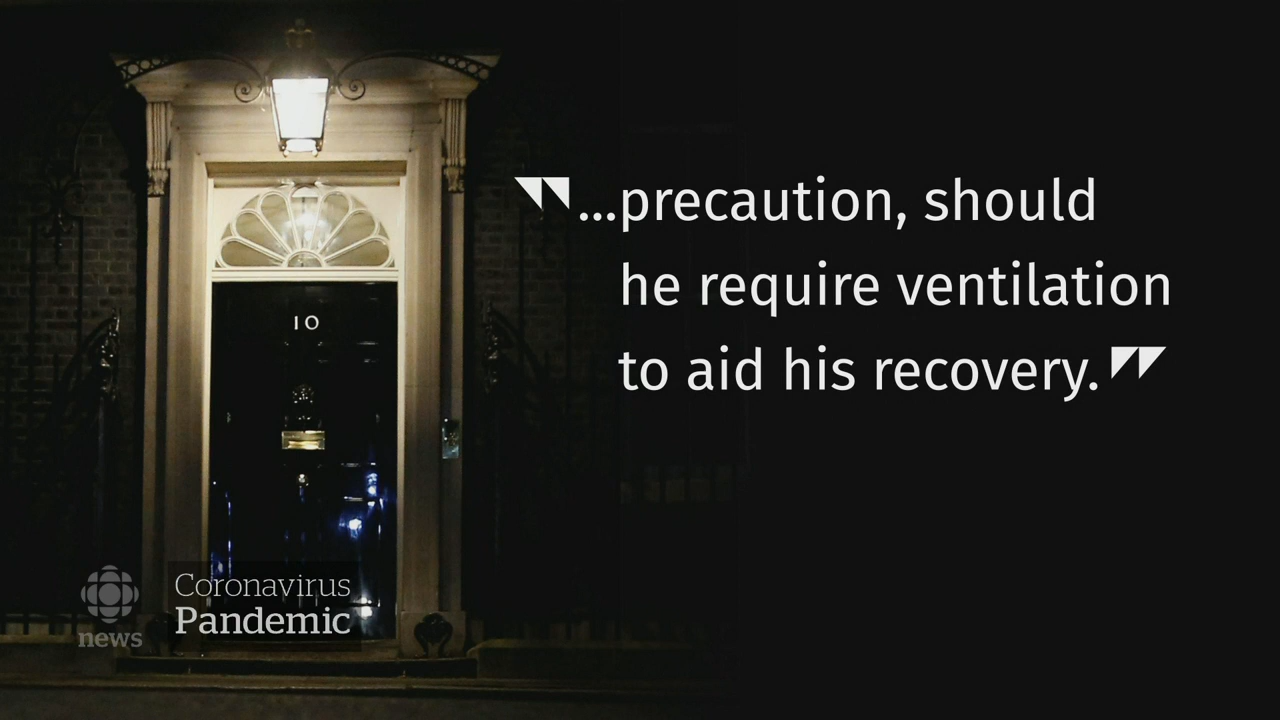 10
"...precaution, should
he require ventilation
to aid his recovery."
Coronavirus
Pandemic
news